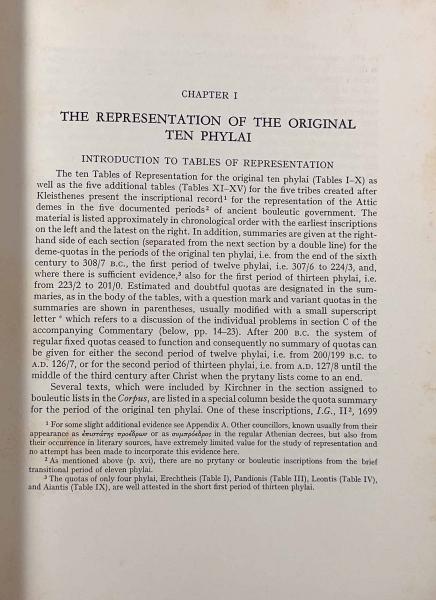 CHAPTER I
THE REPRESENTATION OF THE ORIGINAL
TEN PHYLAI
INTRODUCTION TO TABLES OF REPRESENTATION
The ten Tables of Representation for the original ten phylai (Tables I–X) as
well as the five additional tables (Tables XI–XV) for the five tribes created after
Kleisthenes present the inscriptional record¹ for the representation of the Attic
demes in the five documented periods² of ancient bouleutic government. The
material is listed approximately in chronological order with the earliest inscriptions
on the left and the latest on the right. In addition, summaries are given at the right-
hand side of each section (separated from the next section by a double line) for the
deme-quotas in the periods of the original ten phylai, i.e. from the end of the sixth
century to 308/7 B.C., the first period of twelve phylai, i.e. 307/6 to 224/3, and,
where there is sufficient evidence,³ also for the first period of thirteen phylai, i.e.
from 223/2 to 201/0. Estimated and doubtful quotas are designated in the sum-
maries, as in the body of the tables, with a question mark and variant quotas in the
summaries are shown in parentheses, usually modified with a small superscript
letter which refers to a discussion of the individual problems in section C of the
accompanying Commentary (below, pp. 14–23). After 200 B.C. the system of
regular fixed quotas ceased to function and consequently no summary of quotas can
be given for either the second period of twelve phylai, i.e. from 200/199 B.C. to
A.D. 126/7, or for the second period of thirteen phylai, i.e. from A.D. 127/8 until the
middle of the third century after Christ when the prytany lists come to an end.
Several texts, which were included by Kirchner in the section assigned to
bouleutic lists in the Corpus, are listed in a special column beside the quota summary
for the period of the original ten phylai. One of these inscriptions, I.G., II², 1699
¹ For some slight additional evidence see Appendix A. Other councillors, known usually from their
appearance as ἐπιστάτης προέδρων or as συμπρόεδρος in the regular Athenian decrees, but also from
their occurrence in literary sources, have extremely limited value for the study of representation and
no attempt has been made to incorporate this evidence here.
² As mentioned above (p. xvi), there are no prytany or bouleutic inscriptions from the brief
transitional period of eleven phylai.
³ The quotas of only four phylai, Erechtheis (Table I), Pandionis (Table III), Leontis (Table IV),
and Aiantis (Table IX), are well attested in the short first period of thirteen phylai.